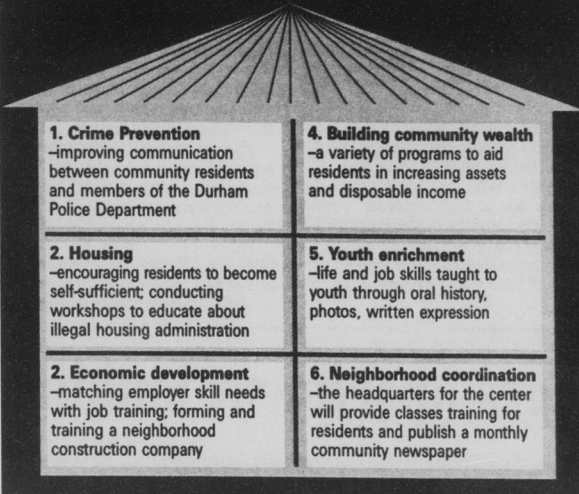 1. Crime Prevention
–improving communication
between community residents
and members of the Durham
Police Department
2. Housing
–encouraging residents to become
self-sufficient; conducting
workshops to educate about
illegal housing administration
2. Economic development
–matching employer skill needs
with job training; forming and
training a neighborhood
construction company
4. Building community wealth
–a variety of programs to aid
residents in increasing assets
and disposable income
5. Youth enrichment
–life and job skills taught to
youth through oral history,
photos, written expression
6. Neighborhood coordination
–the headquarters for the center
will provide classes training for
residents and publish a monthly
community newspaper